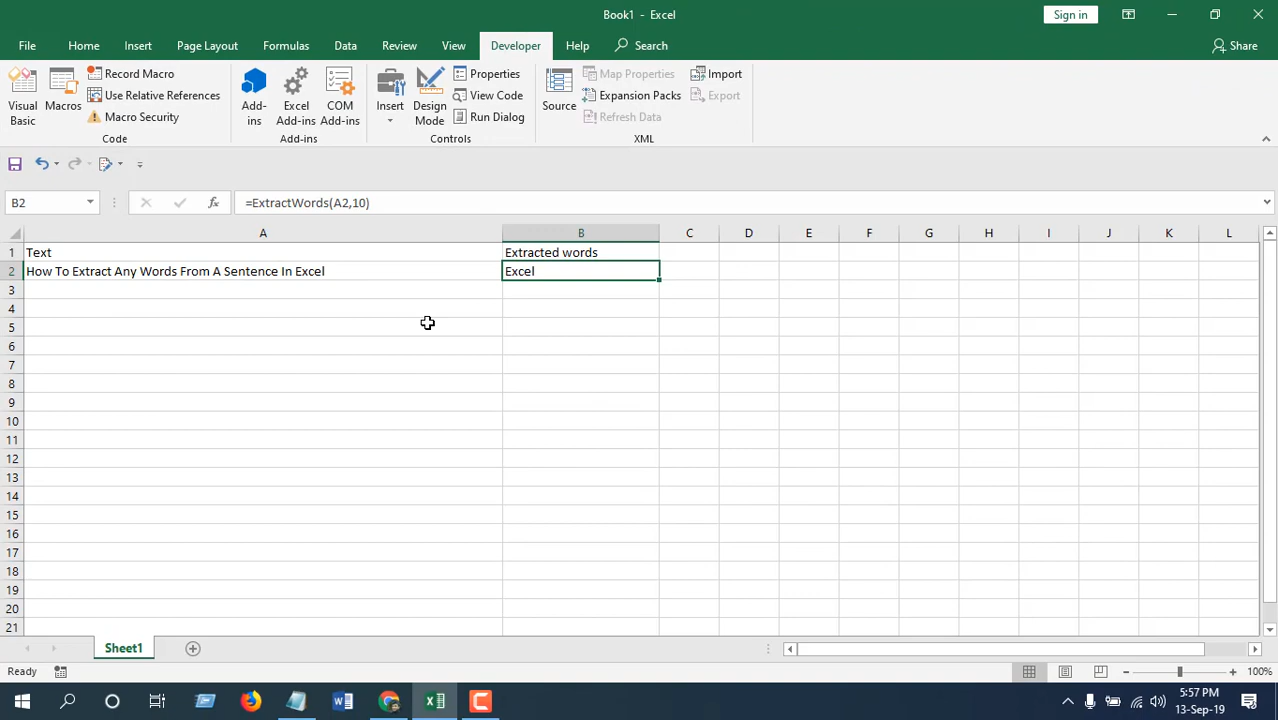 Book1 - Excel
Sign in
File Home Insert Page Layout Formulas Data Review View Developer Help Search Share
Visual Basic
Macros
Record Macro
Use Relative References
Macro Security
Code
Add-ins
Excel Add-ins
COM Add-ins
Add-ins
Insert
Design Mode
Properties
View Code
Run Dialog
Controls
Source
Map Properties
Expansion Packs
Refresh Data
Import
Export
XML
B2 fx =ExtractWords(A2,10)
A B C D E F G H I J K L
1 Text Extracted words
2 How To Extract Any Words From A Sentence In Excel Excel
3
4
5
6
7
8
9
10
11
12
13
14
15
16
17
18
19
20
21
Sheet1
Ready 100%
5:57 PM
13-Sep-19